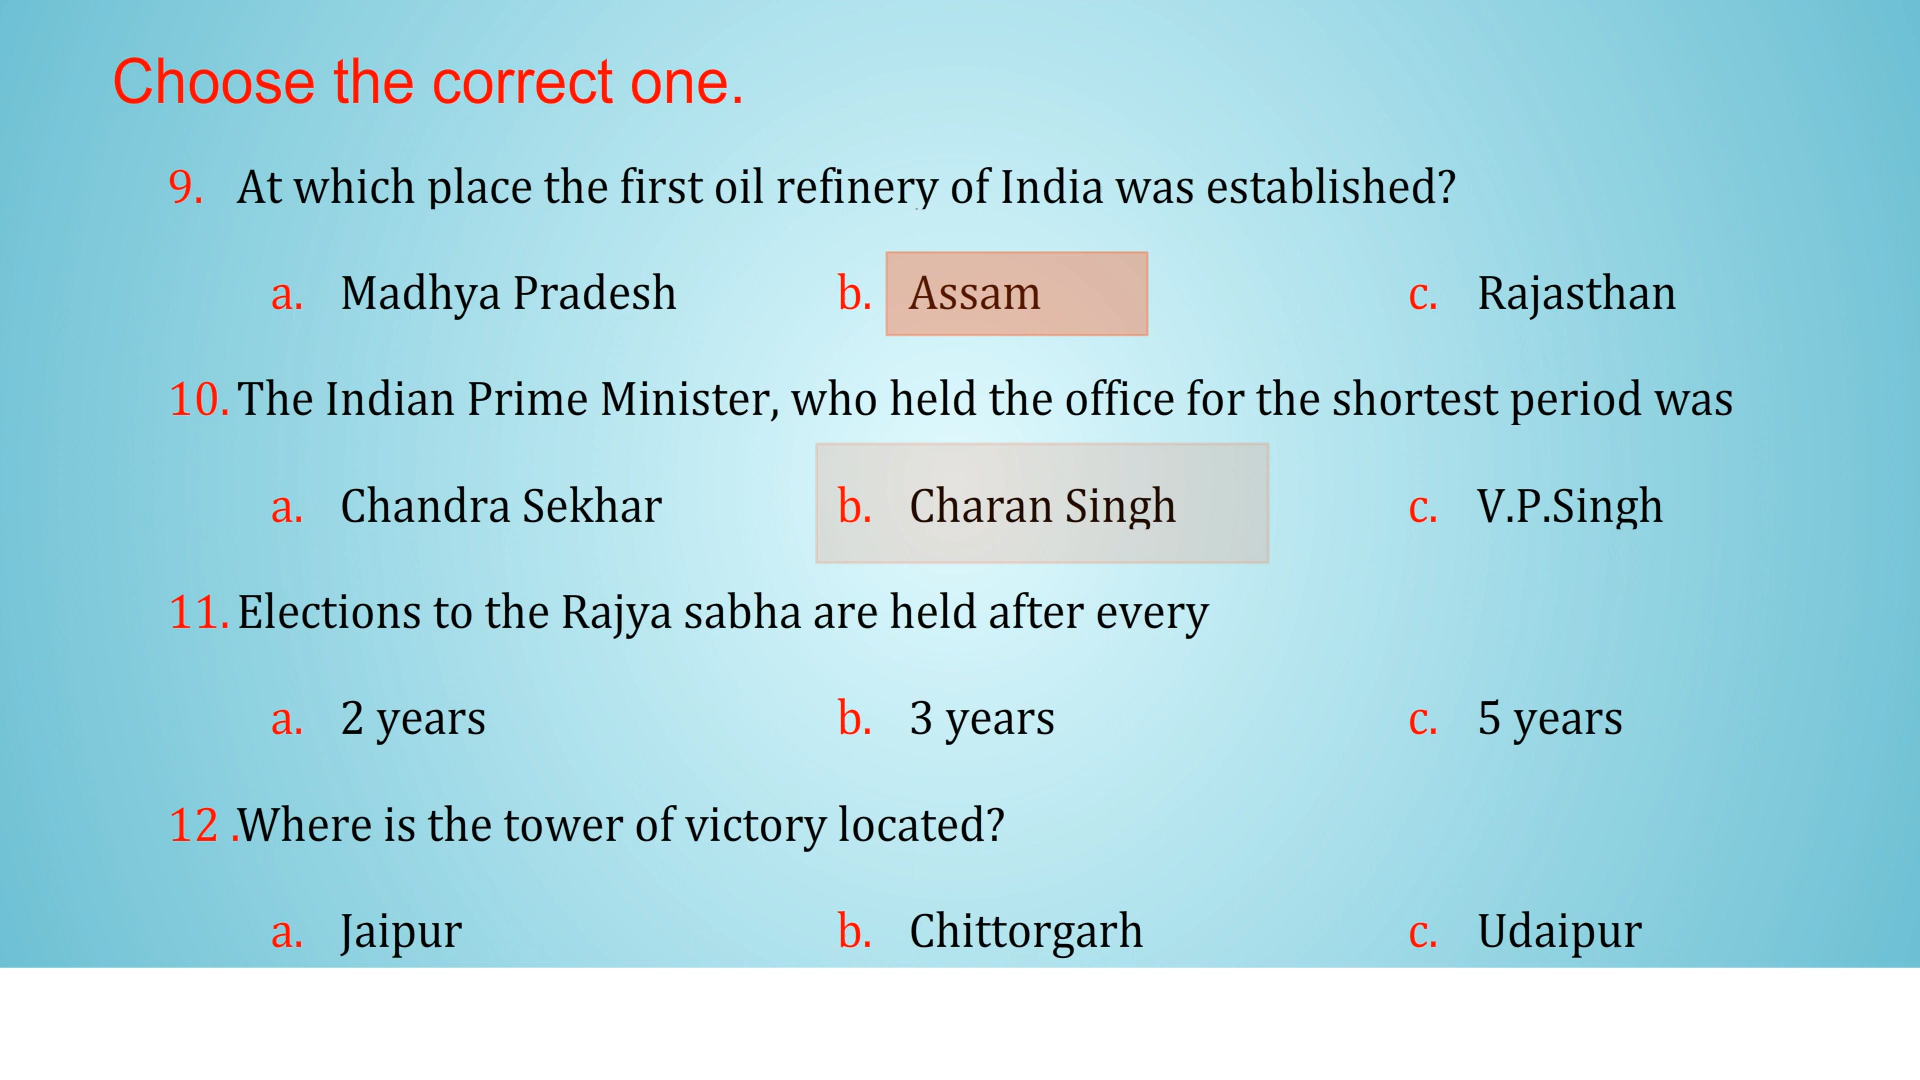 Choose the correct one.
9. At which place the first oil refinery of India was established?
a. Madhya Pradesh b. Assam c. Rajasthan
10. The Indian Prime Minister, who held the office for the shortest period was
a. Chandra Sekhar b. Charan Singh c. V.P.Singh
11. Elections to the Rajya sabha are held after every
a. 2 years b. 3 years c. 5 years
12 .Where is the tower of victory located?
a. Jaipur b. Chittorgarh c. Udaipur